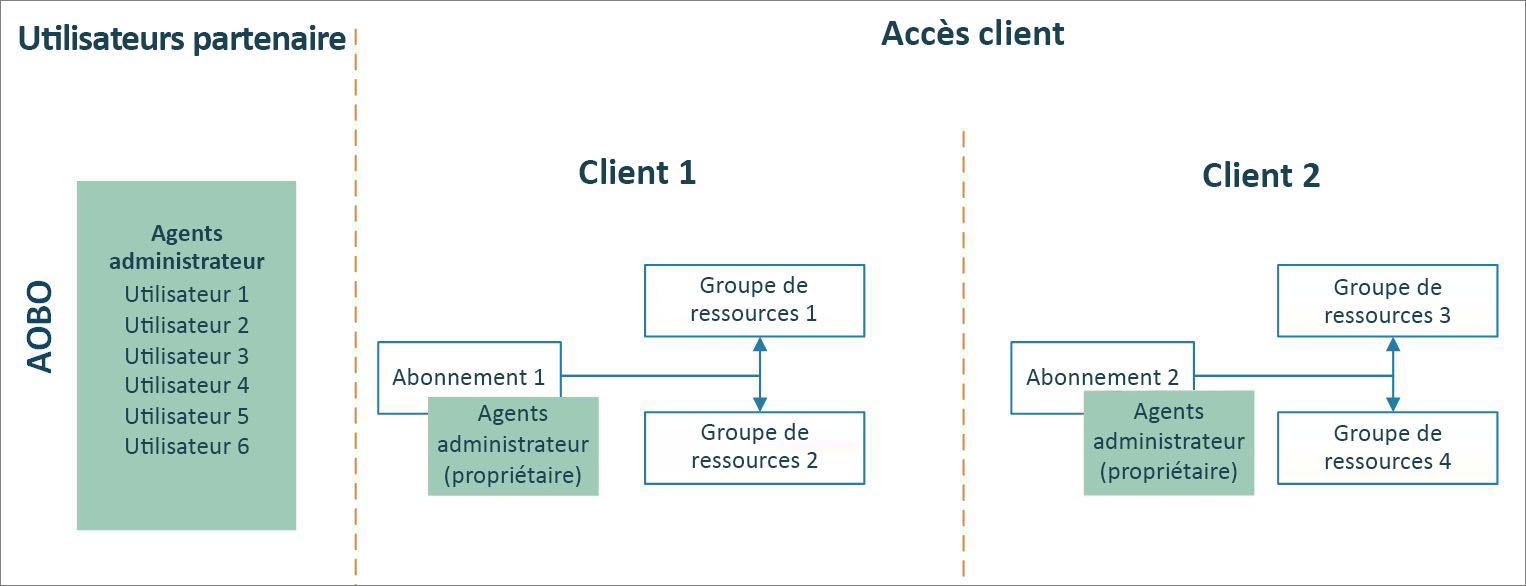 Utilisateurs partenaire
Accès client
AOBO
Agents
administrateur
Utilisateur 1
Utilisateur 2
Utilisateur 3
Utilisateur 4
Utilisateur 5
Utilisateur 6
Client 1
Abonnement 1
Agents
administrateur
(propriétaire)
Groupe de
ressources 1
Groupe de
ressources 2
Client 2
Abonnement 2
Agents
administrateur
(propriétaire)
Groupe de
ressources 3
Groupe de
ressources 4